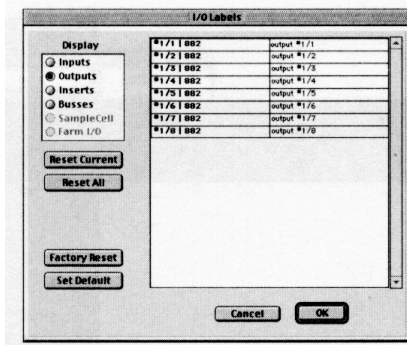 I/O Labels
Display
Inputs
Outputs
Inserts
Busses
SampleCell
Farm I/O
Reset Current
Reset All
Factory Reset
Set Default
*1/1 | 882 output *1/1
*1/2 | 882 output *1/2
*1/3 | 882 output *1/3
*1/4 | 882 output *1/4
*1/5 | 882 output *1/5
*1/6 | 882 output *1/6
*1/7 | 882 output *1/7
*1/8 | 882 output *1/8
Cancel
OK